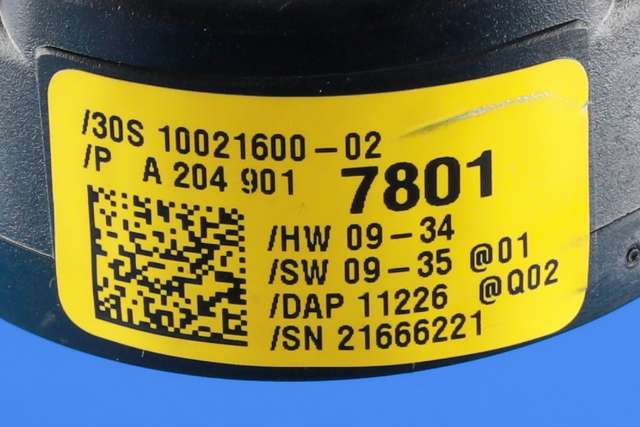 /30S 10021600-02
/P A 204 901 7801
/HW 09-34
/SW 09-35 @01
/DAP 11226 @Q02
/SN 21666221